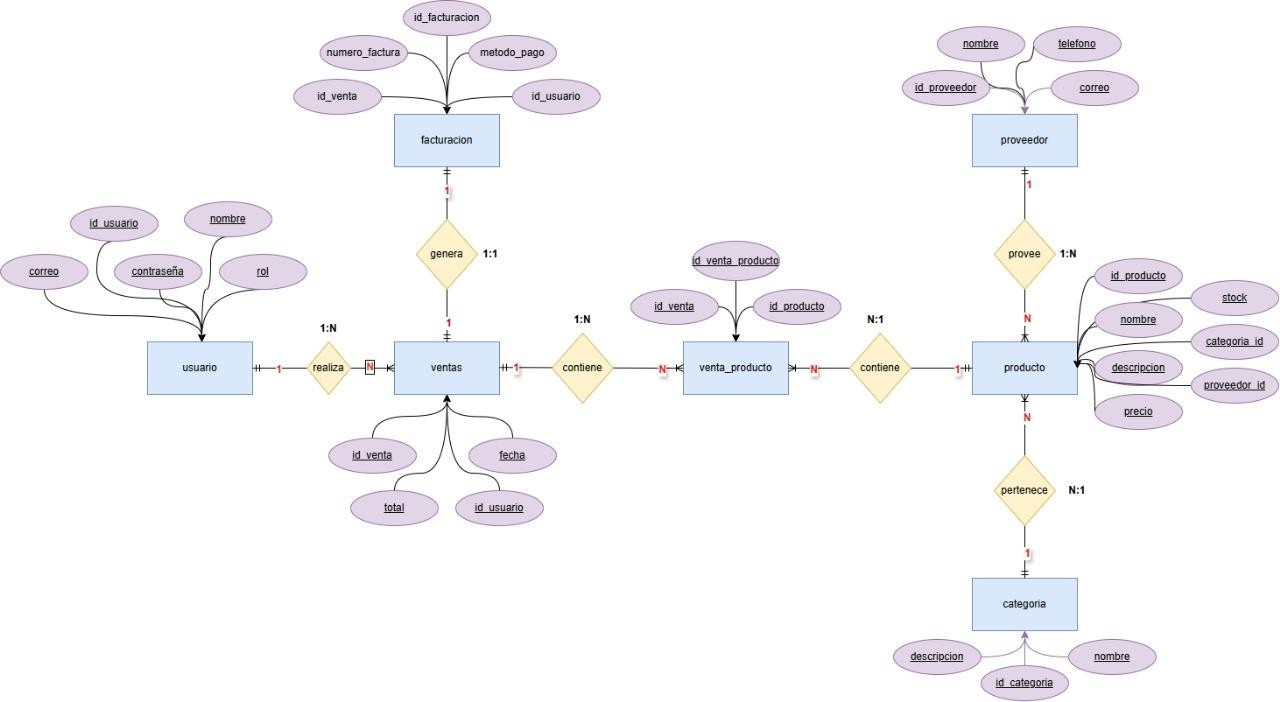 id_facturacion
numero_factura
metodo_pago
id_venta
id_usuario
facturacion
1
genera
1:1
1
nombre
telefono
id_proveedor
correo
proveedor
1
provee
1:N
N
id_usuario
nombre
correo
contraseña
rol
usuario
1
1:N
realiza
N
ventas
id_venta
fecha
total
id_usuario
1
1:N
contiene
N
id_venta_producto
id_venta
id_producto
venta_producto
N
N:1
contiene
1
producto
id_producto
stock
nombre
categoria_id
descripcion
proveedor_id
precio
N
pertenece
N:1
1
categoria
descripcion
nombre
id_categoria